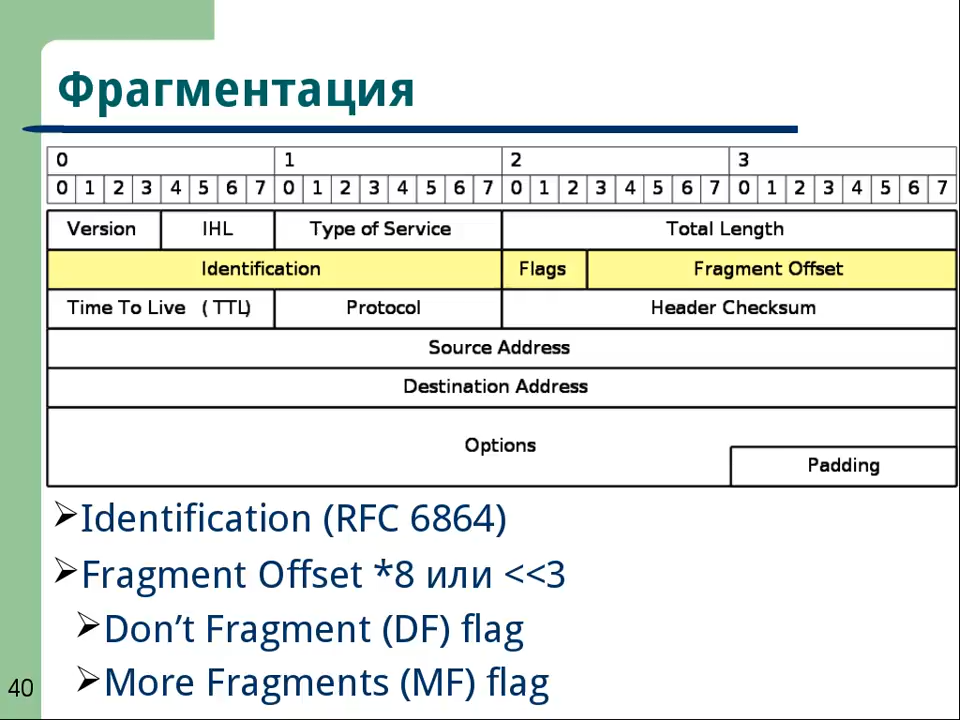 Фрагментация
0 1 2 3
0 1 2 3 4 5 6 7 0 1 2 3 4 5 6 7 0 1 2 3 4 5 6 7 0 1 2 3 4 5 6 7
Version IHL Type of Service Total Length
Identification Flags Fragment Offset
Time To Live ( TTL) Protocol Header Checksum
Source Address
Destination Address
Options
Padding
Identification (RFC 6864)
Fragment Offset *8 или <<3
Don’t Fragment (DF) flag
More Fragments (MF) flag
40